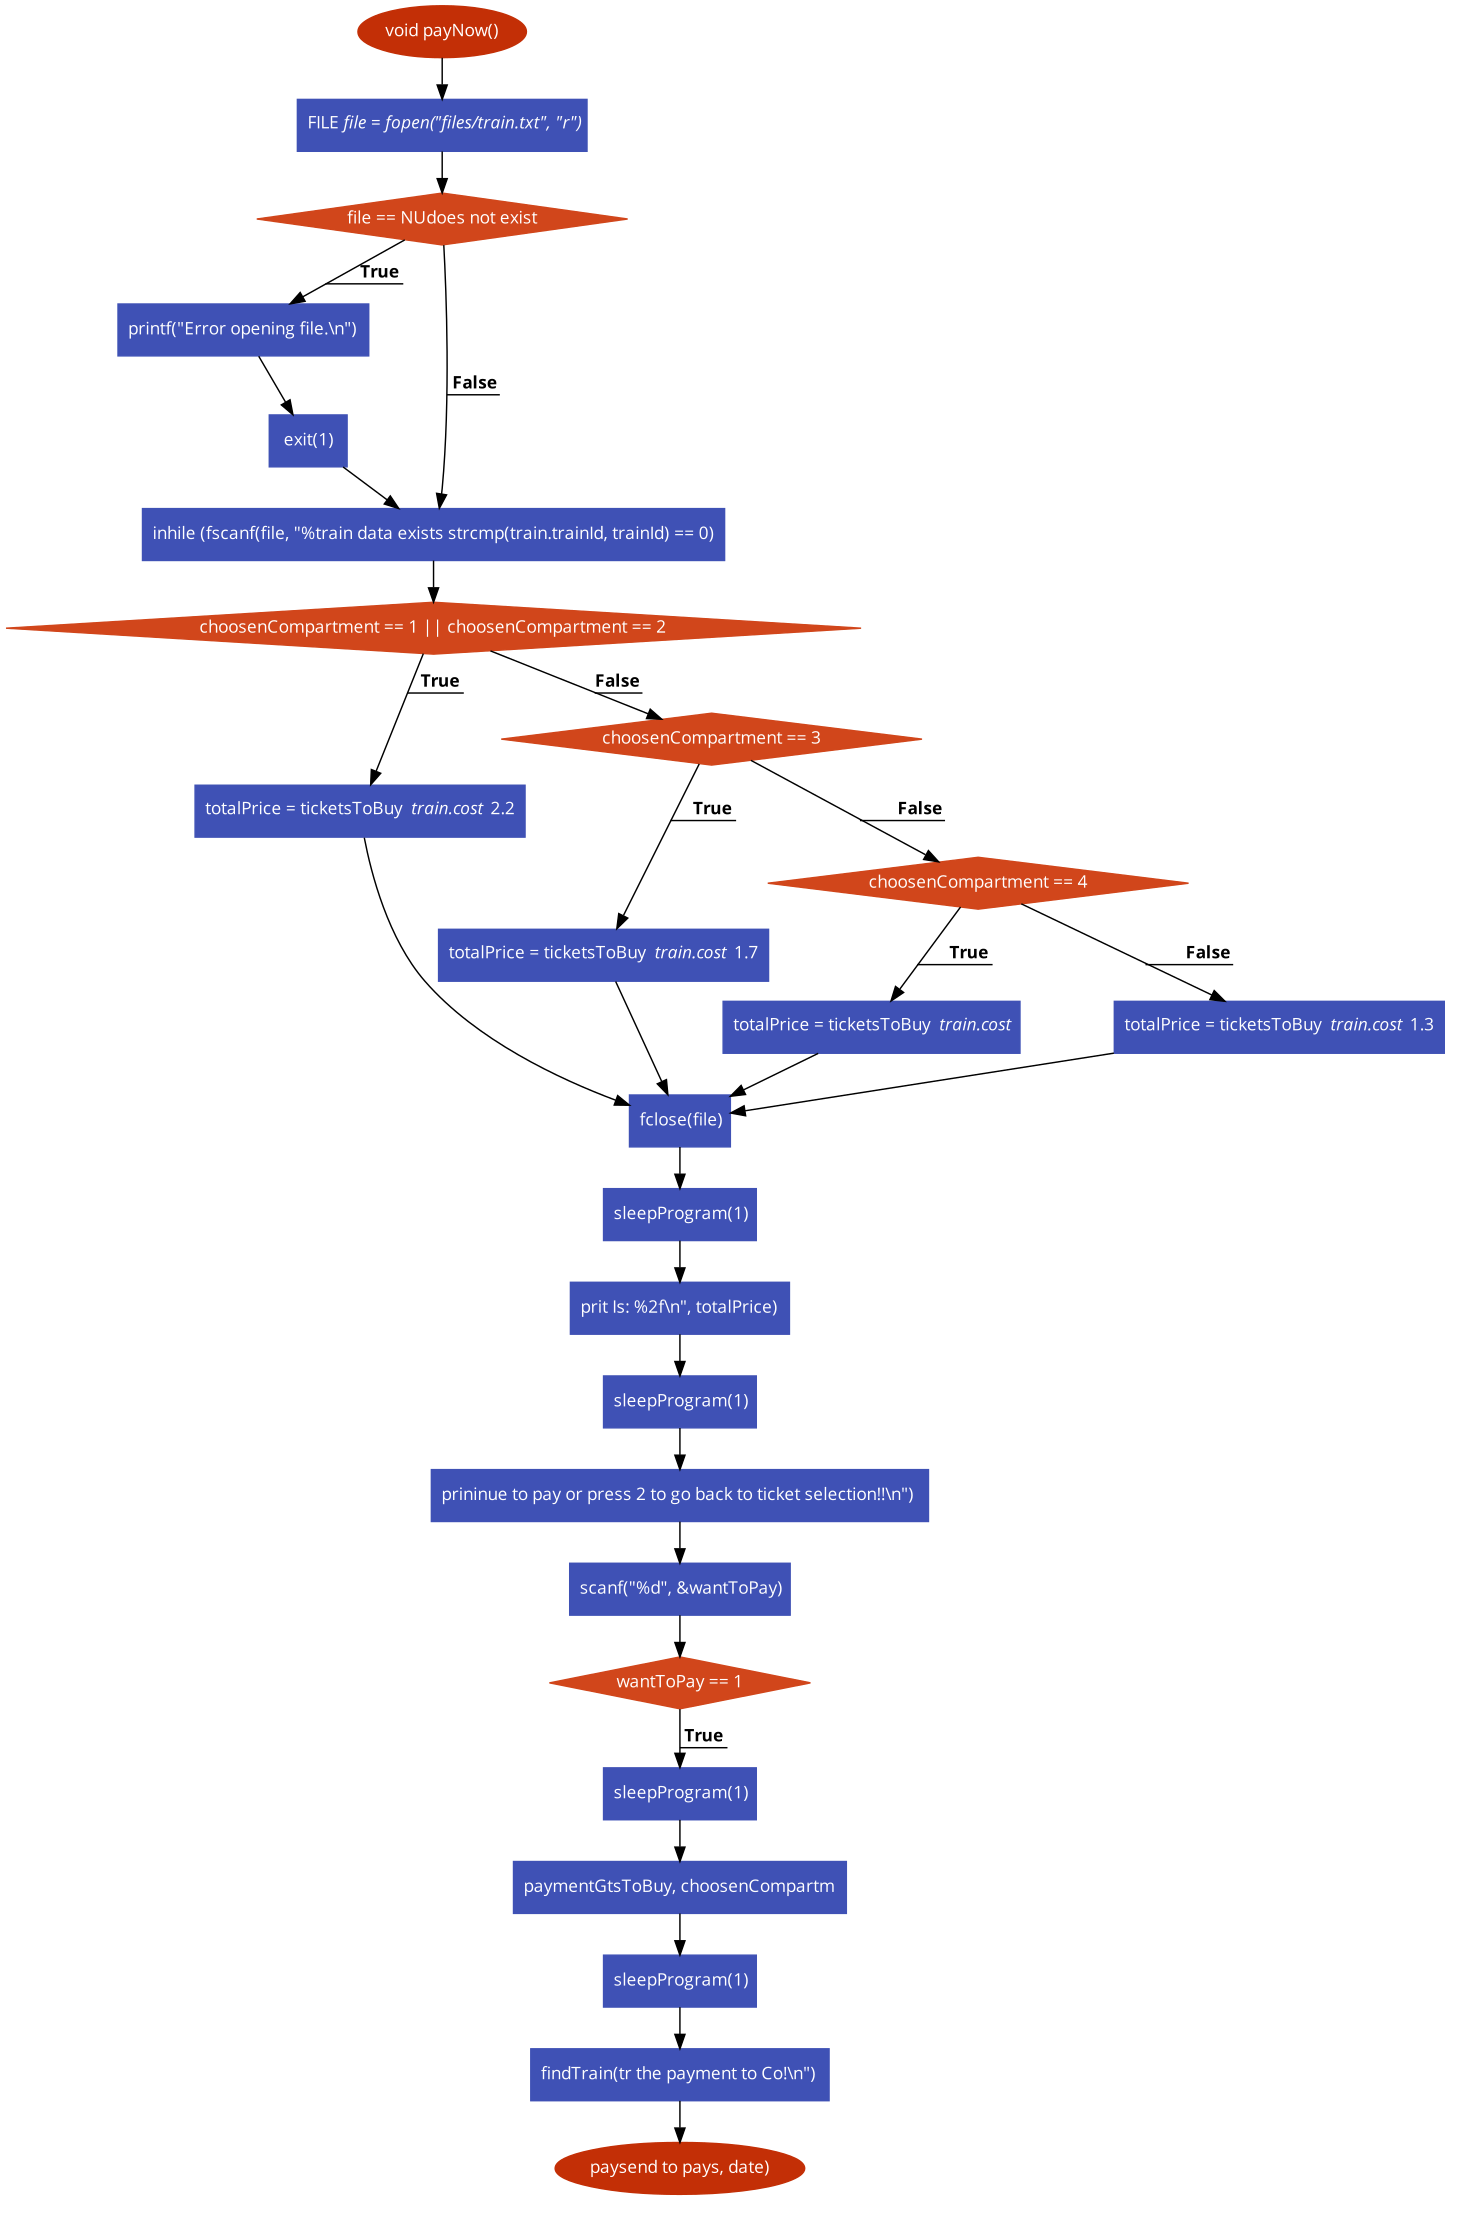 void payNow()
FILE file = fopen("files/train.txt", "r")
file == NUdoes not exist
True
printf("Error opening file.\n")
False
exit(1)
inhile (fscanf(file, "%train data exists strcmp(train.trainId, trainId) == 0)
choosenCompartment == 1 || choosenCompartment == 2
True
False
choosenCompartment == 3
totalPrice = ticketsToBuy train.cost 2.2
True
False
choosenCompartment == 4
totalPrice = ticketsToBuy train.cost 1.7
True
False
totalPrice = ticketsToBuy train.cost
totalPrice = ticketsToBuy train.cost 1.3
fclose(file)
sleepProgram(1)
prit Is: %2f\n", totalPrice)
sleepProgram(1)
prininue to pay or press 2 to go back to ticket selection!!\n")
scanf("%d", &wantToPay)
wantToPay == 1
True
sleepProgram(1)
paymentGtsToBuy, choosenCompartm
sleepProgram(1)
findTrain(tr the payment to Co!\n")
paysend to pays, date)